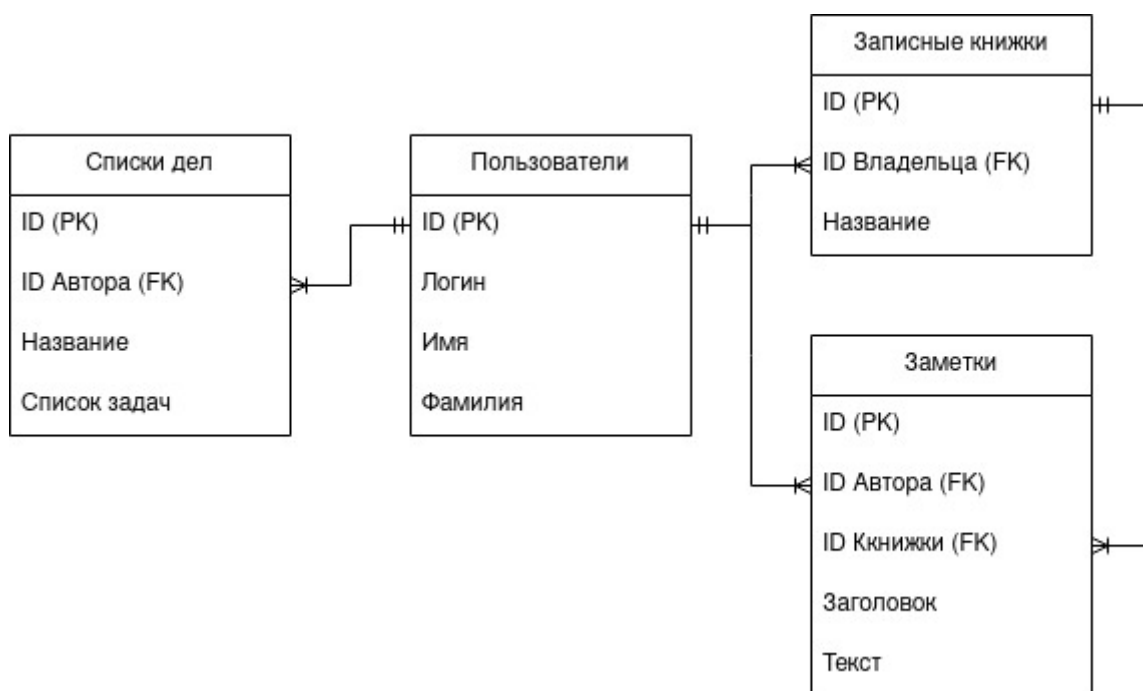 Списки дел
ID (PK)
ID Автора (FK)
Название
Список задач
Пользователи
ID (PK)
Логин
Имя
Фамилия
Записные книжки
ID (PK)
ID Владельца (FK)
Название
Заметки
ID (PK)
ID Автора (FK)
ID Ккнижки (FK)
Заголовок
Текст